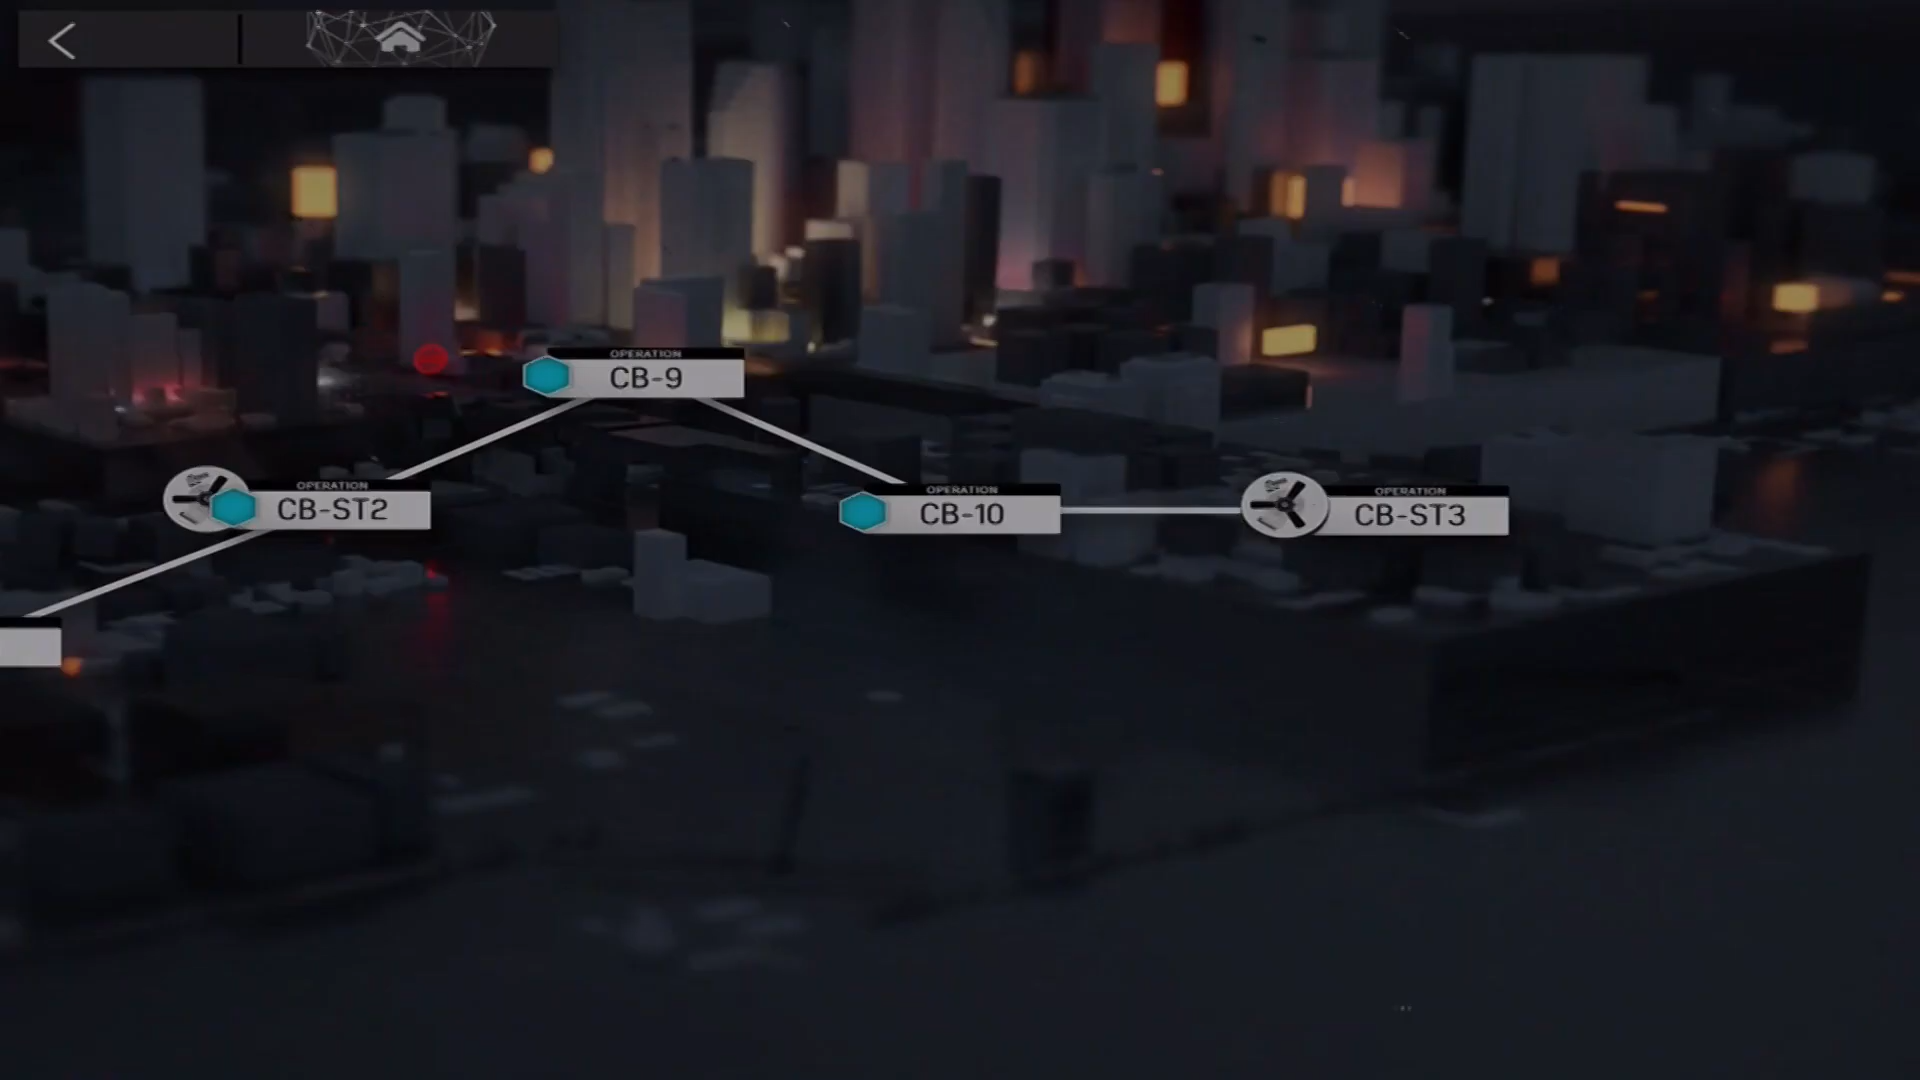 OPERATION
CB-9
OPERATION
CB-ST2
OPERATION
CB-10
OPERATION
CB-ST3